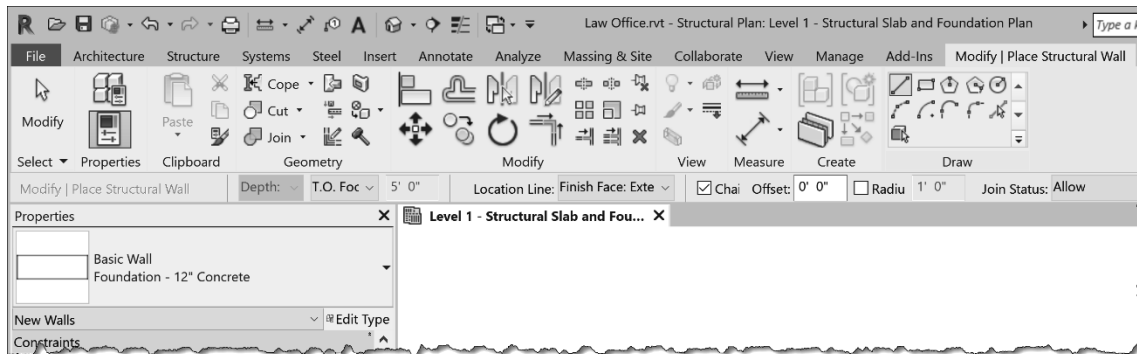 R A Law Office.rvt - Structural Plan: Level 1 - Structural Slab and Foundation Plan Type a
File Architecture Structure Systems Steel Insert Annotate Analyze Massing & Site Collaborate View Manage Add-Ins Modify | Place Structural Wall
Modify Paste Cope Cut Join
Select Properties Clipboard Geometry Modify View Measure Create Draw
Modify | Place Structural Wall Depth: T.O. Foc 5' 0" Location Line: Finish Face: Exte Chai Offset: 0' 0" Radiu 1' 0" Join Status: Allow
Properties Level 1 - Structural Slab and Fou...
Basic Wall
Foundation - 12" Concrete
New Walls Edit Type
Constraints